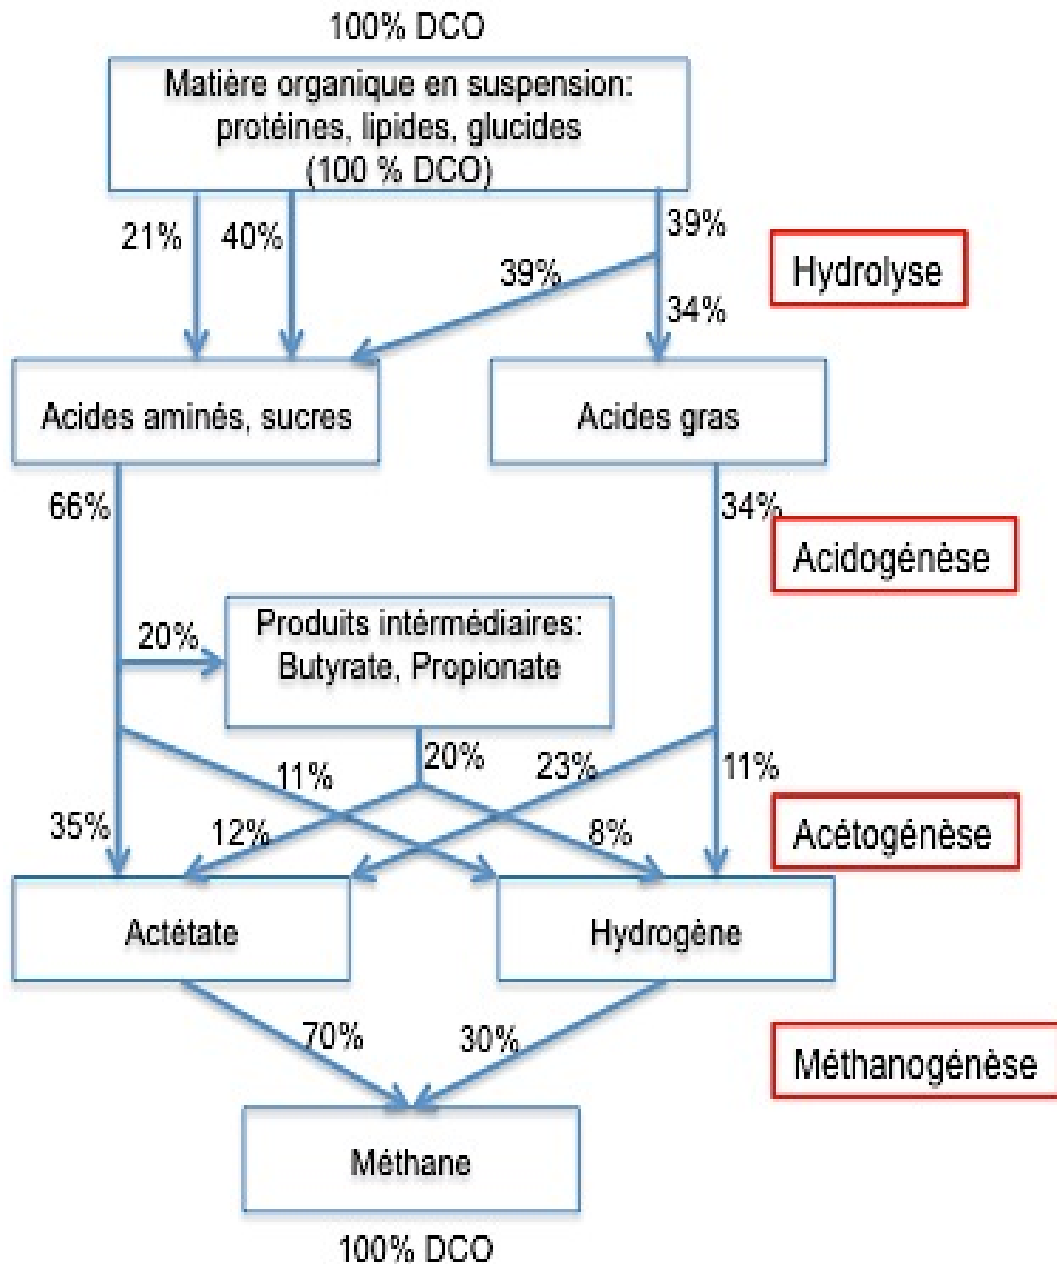 100% DCO
Matière organique en suspension:
protéines, lipides, glucides
(100 % DCO)
21%
40%
39%
39%
34%
Hydrolyse
Acides aminés, sucres
Acides gras
66%
34%
Acidogénèse
20%
Produits intérmédiaires:
Butyrate, Propionate
11%
20%
23%
11%
35%
12%
8%
Acétogénèse
Actétate
Hydrogène
70%
30%
Méthanogénèse
Méthane
100% DCO